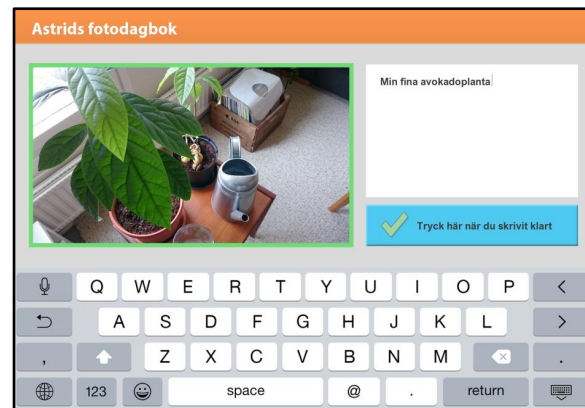 Astrids fotodagbok
Min fina avokadoplanta
Tryck här när du skrivit klart
Q W E R T Y U I O P <
A S D F G H J K L >
, Z X C V B N M .
123 space @ . return